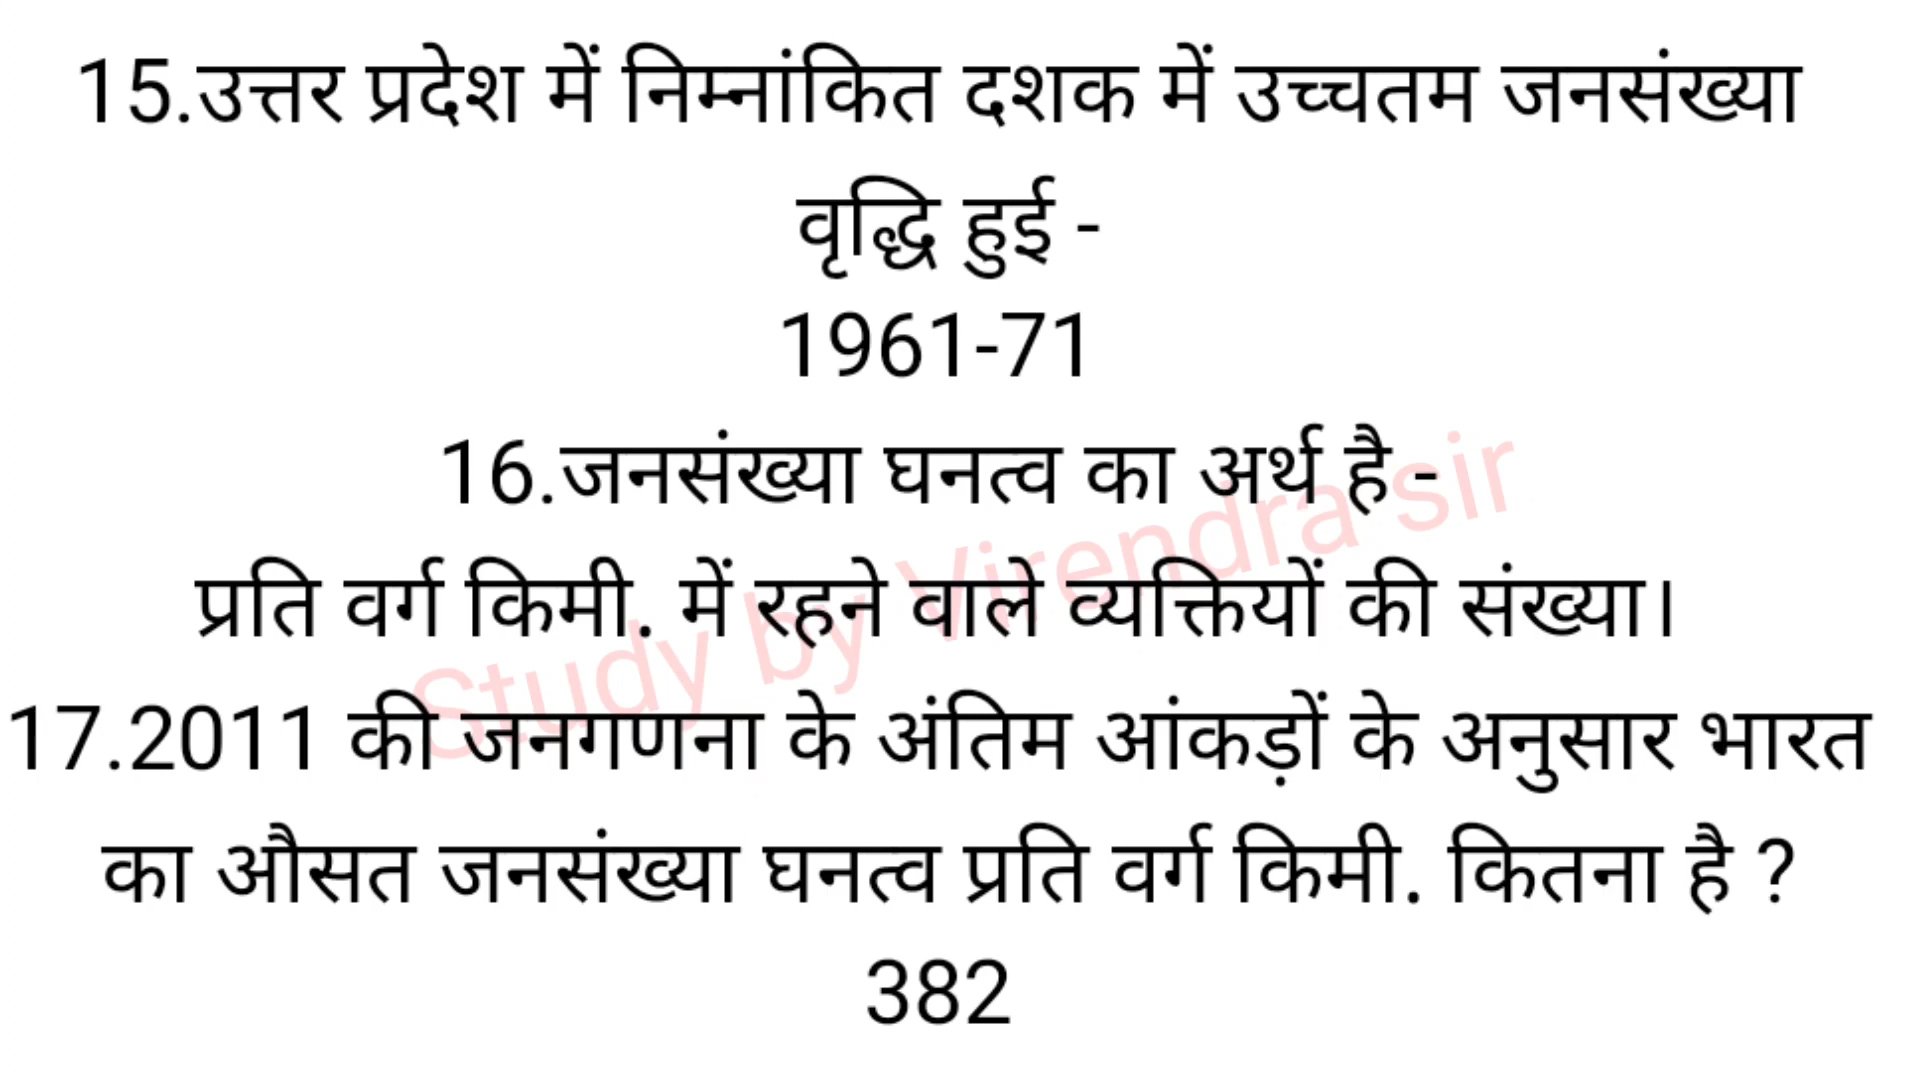 15.उत्तर प्रदेश में निम्नांकित दशक में उच्चतम जनसंख्या
वृद्धि हुई -
1961-71
16.जनसंख्या घनत्व का अर्थ है -
प्रति वर्ग किमी. में रहने वाले व्यक्तियों की संख्या।
17.2011 की जनगणना के अंतिम आंकड़ों के अनुसार भारत
का औसत जनसंख्या घनत्व प्रति वर्ग किमी. कितना है ?
382
Study by Virendra sir